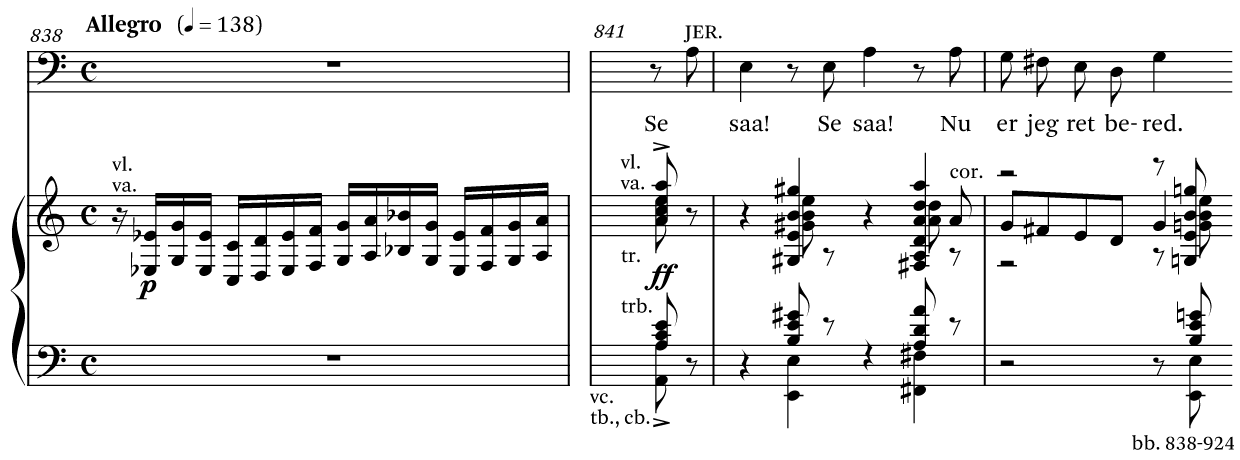 Allegro (♩ = 138)
838
841
JER.
Se saa! Se saa! Nu er jeg ret be- red.
vl.
va.
vl.
va.
cor.
tr.
p
ff
trb.
vc.
tb., cb.
bb. 838-924